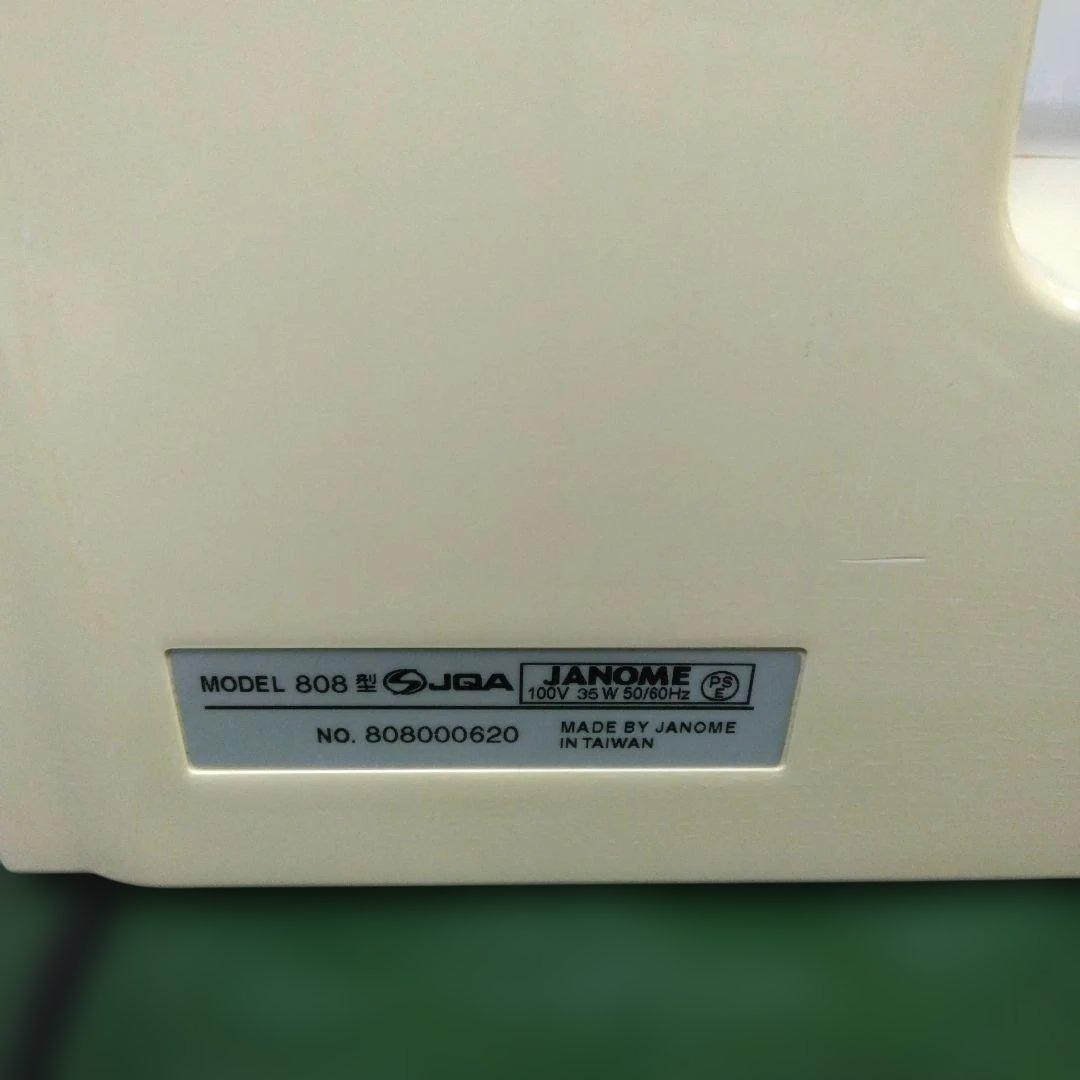 MODEL 808 型 JQA JANOME
100V 35W 50/60Hz PSE
NO. 808000620 MADE BY JANOME
IN TAIWAN